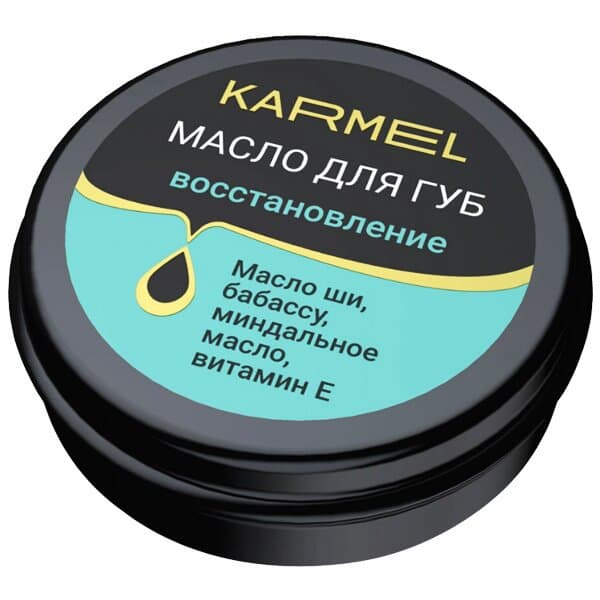 KARMEL
МАСЛО ДЛЯ ГУБ
восстановление
Масло ши,
бабассу,
миндальное
масло,
витамин Е